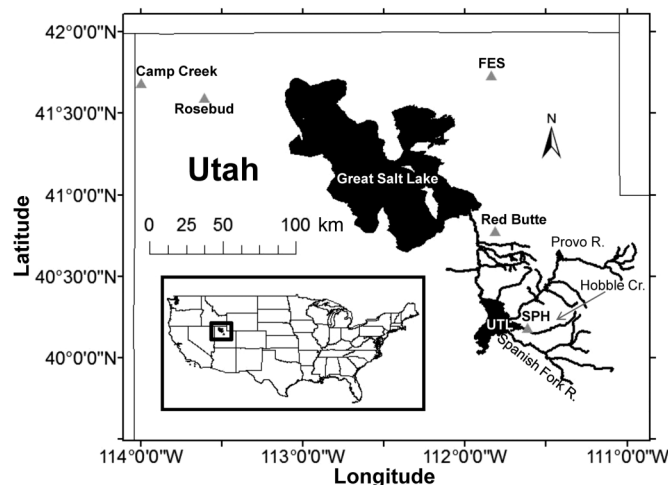 42°0'0"N
Camp Creek
FES
41°30'0"N
Rosebud
N
Utah
Great Salt Lake
41°0'0"N
0 50 100 km
Red Butte
Provo R.
Latitude
40°30'0"N
Hobble Cr.
SPH
UTL
40°0'0"N
Spanish Fork R.
114°0'0"W 113°0'0"W 112°0'0"W 111°0'0"W
Longitude